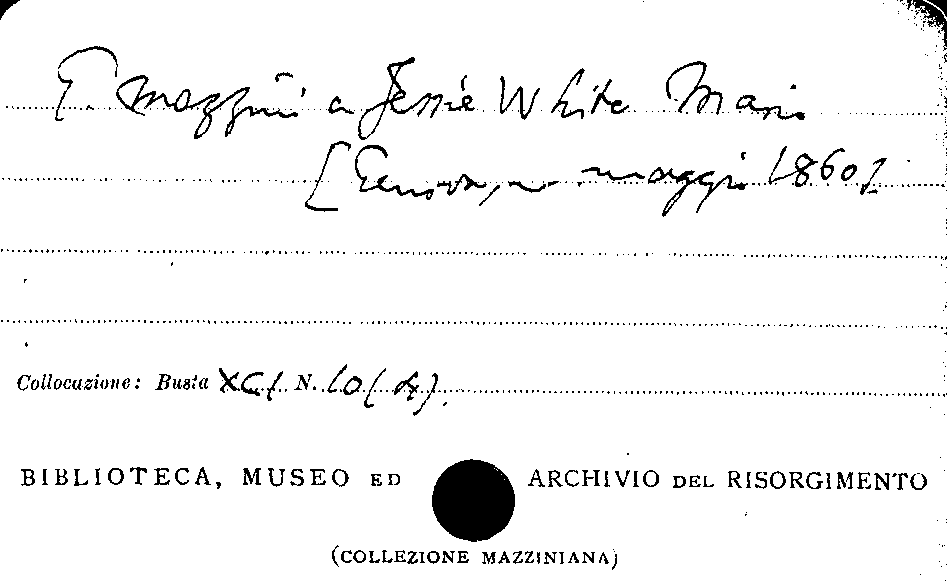 G. Mazzini a Jessie White Mario
[Genova, maggio 1860]
Collocazione: Busta XCI N. 10(4).
BIBLIOTECA, MUSEO ED ARCHIVIO DEL RISORGIMENTO
(COLLEZIONE MAZZINIANA)